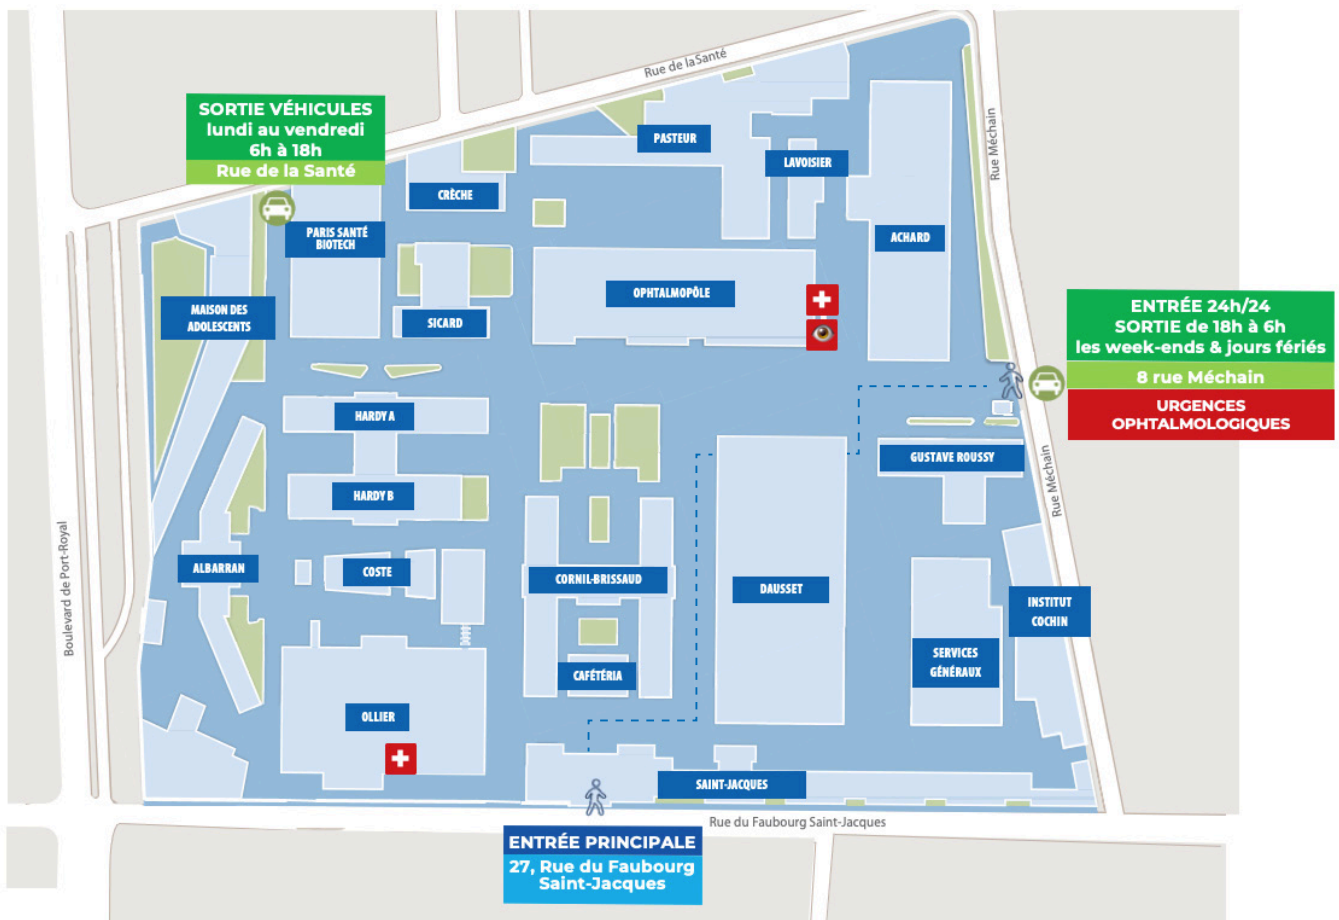 Rue de la Santé
SORTIE VÉHICULES
lundi au vendredi
6h à 18h
Rue de la Santé
PASTEUR
LAVOISIER
Rue Méchain
CRÈCHE
PARIS SANTÉ
BIOTECH
ACHARD
OPHTALMOPÔLE
MAISON DES
ADOLESCENTS
SICARD
ENTRÉE 24h/24
SORTIE de 18h à 6h
les week-ends & jours fériés
8 rue Méchain
URGENCES
OPHTALMOLOGIQUES
HARDY A
GUSTAVE ROUSSY
HARDY B
Rue Méchain
Boulevard de Port-Royal
ALBARRAN
COSTE
CORNIL-BRISSAUD
DAUSSET
INSTITUT
COCHIN
SERVICES
GÉNÉRAUX
CAFÉTÉRIA
OLLIER
SAINT-JACQUES
Rue du Faubourg Saint-Jacques
ENTRÉE PRINCIPALE
27, Rue du Faubourg
Saint-Jacques